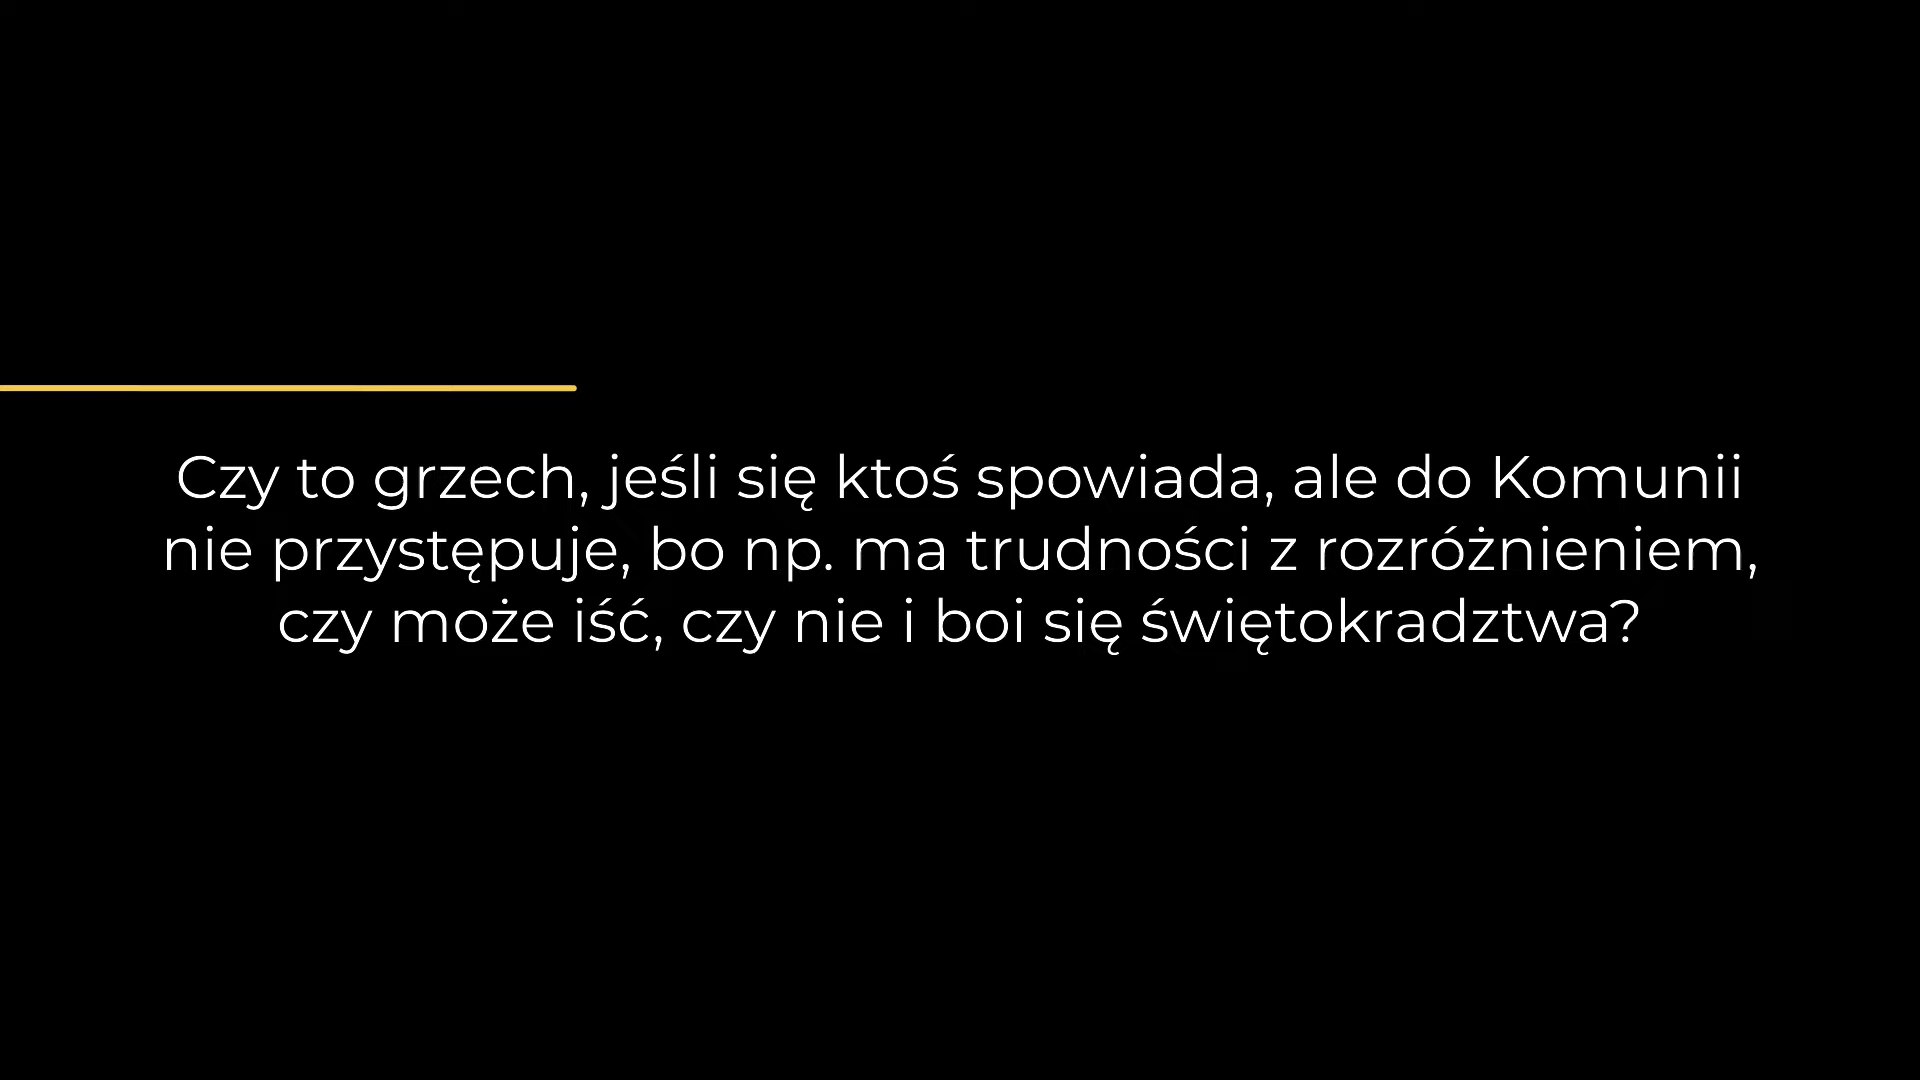 Czy to grzech, jeśli się ktoś spowiada, ale do Komunii
nie przystępuje, bo np. ma trudności z rozróżnieniem,
czy może iść, czy nie i boi się świętokradztwa?